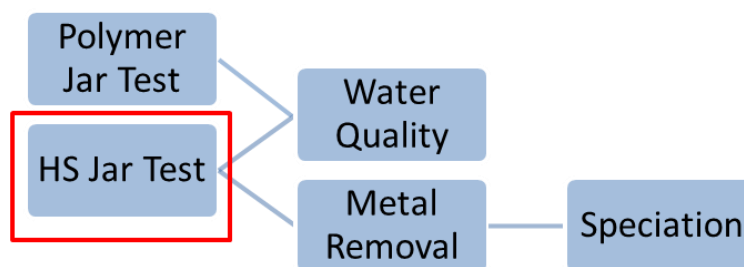 Polymer
Jar Test
HS Jar Test
Water
Quality
Metal
Removal
Speciation